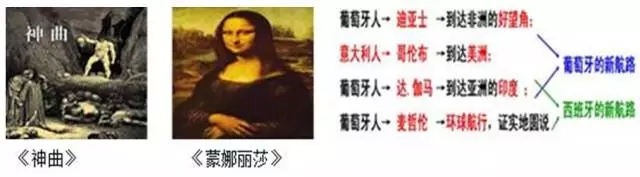 神曲
《神曲》
《蒙娜丽莎》
葡萄牙人→ 迪亚士 →到达非洲的好望角;
意大利人→ 哥伦布 →到达美洲;
葡萄牙人→ 达. 伽马 →到达亚洲的印度 ;
葡萄牙人→ 麦哲伦 →环球航行, 证实地圆说
葡萄牙的新航路
西班牙的新航路